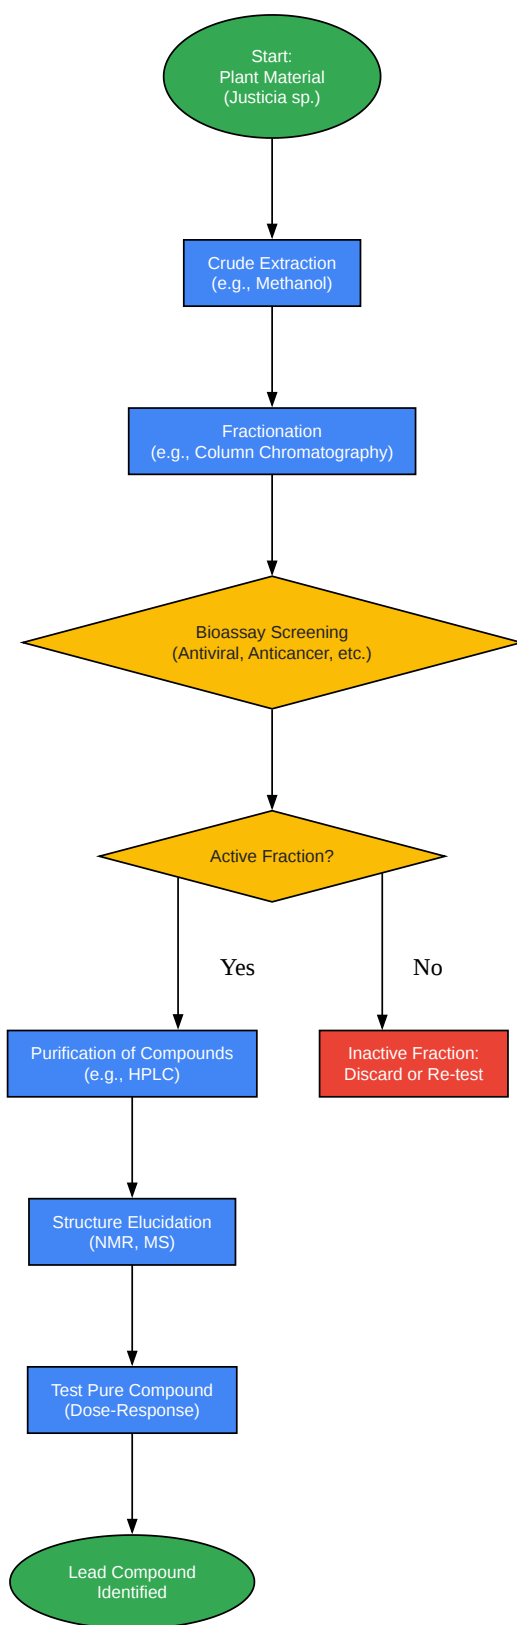 Start:
Plant Material
(Justicia sp.)
Crude Extraction
(e.g., Methanol)
Fractionation
(e.g., Column Chromatography)
Bioassay Screening
(Antiviral, Anticancer, etc.)
Active Fraction?
Yes
No
Purification of Compounds
(e.g., HPLC)
Inactive Fraction:
Discard or Re-test
Structure Elucidation
(NMR, MS)
Test Pure Compound
(Dose-Response)
Lead Compound
Identified